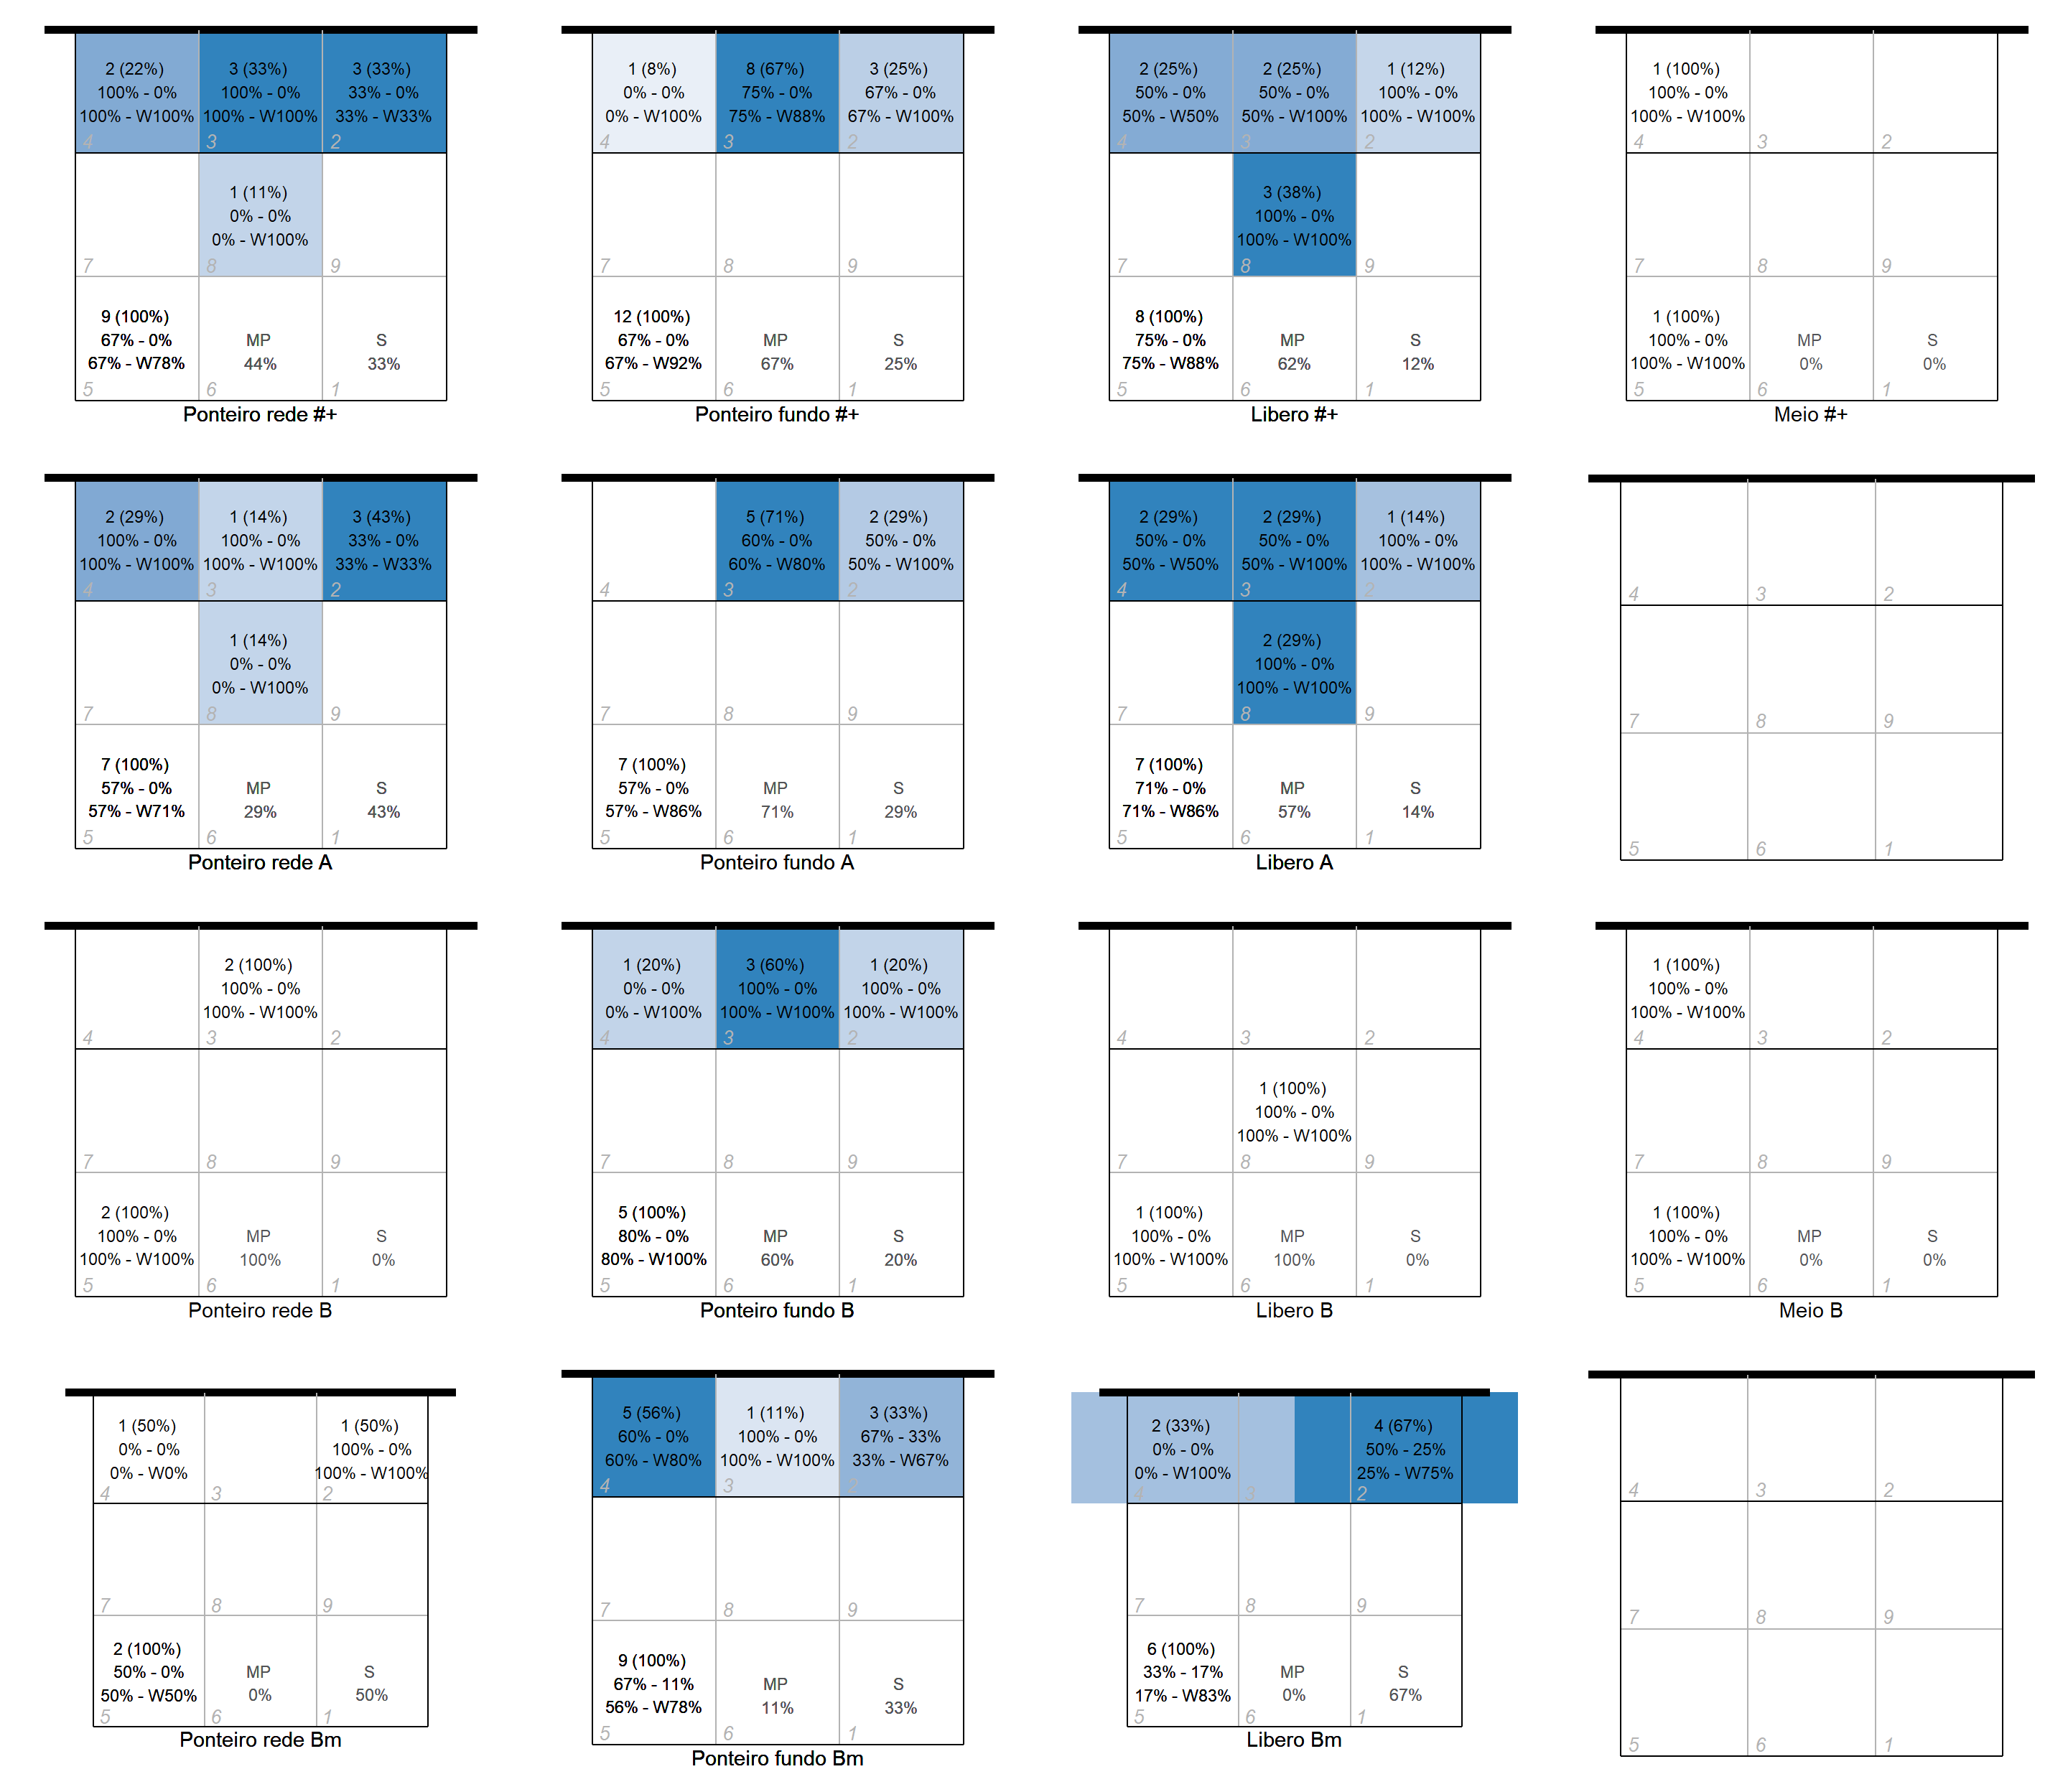 2 (22%)
100% - 0%
100% - W100%
4
3 (33%)
100% - 0%
100% - W100%
3
3 (33%)
33% - 0%
33% - W33%
2
7
1 (11%)
0% - 0%
0% - W100%
8
9
9 (100%)
67% - 0%
67% - W78%
5
MP
44%
6
S
33%
1
Ponteiro rede #+
1 (8%)
0% - 0%
0% - W100%
4
8 (67%)
75% - 0%
75% - W88%
3
3 (25%)
67% - 0%
67% - W100%
2
7
8
9
12 (100%)
67% - 0%
67% - W92%
5
MP
67%
6
S
25%
1
Ponteiro fundo #+
2 (25%)
50% - 0%
50% - W50%
4
2 (25%)
50% - 0%
50% - W100%
3
1 (12%)
100% - 0%
100% - W100%
2
7
3 (38%)
100% - 0%
100% - W100%
8
9
8 (100%)
75% - 0%
75% - W88%
5
MP
62%
6
S
12%
1
Libero #+
1 (100%)
100% - 0%
100% - W100%
4
3
2
7
8
9
1 (100%)
100% - 0%
100% - W100%
5
MP
0%
6
S
0%
1
Meio #+
2 (29%)
100% - 0%
100% - W100%
4
1 (14%)
100% - 0%
100% - W100%
3
3 (43%)
33% - 0%
33% - W33%
2
7
1 (14%)
0% - 0%
0% - W100%
8
9
7 (100%)
57% - 0%
57% - W71%
5
MP
29%
6
S
43%
1
Ponteiro rede A
4
5 (71%)
60% - 0%
60% - W80%
3
2 (29%)
50% - 0%
50% - W100%
2
7
8
9
7 (100%)
57% - 0%
57% - W86%
5
MP
71%
6
S
29%
1
Ponteiro fundo A
2 (29%)
50% - 0%
50% - W50%
4
2 (29%)
50% - 0%
50% - W100%
3
1 (14%)
100% - 0%
100% - W100%
2
7
2 (29%)
100% - 0%
100% - W100%
8
9
7 (100%)
71% - 0%
71% - W86%
5
MP
57%
6
S
14%
1
Libero A
4
3
2
7
8
9
5
6
1
4
2 (100%)
100% - 0%
100% - W100%
3
2
7
8
9
2 (100%)
100% - 0%
100% - W100%
5
MP
100%
6
S
0%
1
Ponteiro rede B
1 (20%)
0% - 0%
0% - W100%
4
3 (60%)
100% - 0%
100% - W100%
3
1 (20%)
100% - 0%
100% - W100%
2
7
8
9
5 (100%)
80% - 0%
80% - W100%
5
MP
60%
6
S
20%
1
Ponteiro fundo B
4
3
2
7
1 (100%)
100% - 0%
100% - W100%
8
9
1 (100%)
100% - 0%
100% - W100%
5
MP
100%
6
S
0%
1
Libero B
1 (100%)
100% - 0%
100% - W100%
4
3
2
7
8
9
1 (100%)
100% - 0%
100% - W100%
5
MP
0%
6
S
0%
1
Meio B
1 (50%)
0% - 0%
0% - W0%
4
3
1 (50%)
100% - 0%
100% - W100%
2
7
8
9
2 (100%)
50% - 0%
50% - W50%
5
MP
0%
6
S
50%
1
Ponteiro rede Bm
5 (56%)
60% - 0%
60% - W80%
4
1 (11%)
100% - 0%
100% - W100%
3
3 (33%)
67% - 33%
33% - W67%
2
7
8
9
9 (100%)
67% - 11%
56% - W78%
5
MP
11%
6
S
33%
1
Ponteiro fundo Bm
2 (33%)
0% - 0%
0% - W100%
4
3
4 (67%)
50% - 25%
25% - W75%
2
7
8
9
6 (100%)
33% - 17%
17% - W83%
5
MP
0%
6
S
67%
1
Libero Bm
4
3
2
7
8
9
5
6
1